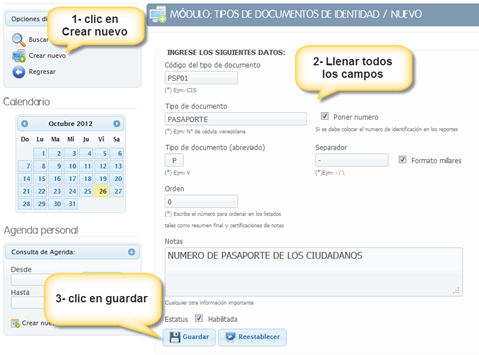 Opciones di
1- clic en
Crear nuevo
Buscar
Crear nuevo
Regresar
Calendario
Octubre 2012
Do Lu Ma Mi Ju Vi Sa
1 2 3 4 5 6
7 8 9 10 11 12 13
14 15 16 17 18 19 20
21 22 23 24 25 26 27
28 29 30 31
Agenda personal
Consulta de Agenda:
Desde
Hasta
Crear nue
3- clic en guardar
MÓDULO: TIPOS DE DOCUMENTOS DE IDENTIDAD / NUEVO
INGRESE LOS SIGUIENTES DATOS:
Código del tipo de documento
PSP01
(*) Ejm: CIS
2- Llenar todos
los campos
Tipo de documento
PASAPORTE
Poner numero
(*) Ejm: Nº de cédula venezolana
Si se debe colocar el numero de identificación en los reportes
Tipo de documento (abreviado)
Separador
P
-
Formato millares
(*) Ejm: V
(*)Ejm: - / \
Orden
0
(*) Escriba el número para ordenar en los listados
tales como resumen final y certificaciones de notas
Notas
NUMERO DE PASAPORTE DE LOS CIUDADANOS
Cualquier otra información importante
Estatus Habilitada
Guardar Reestablecer